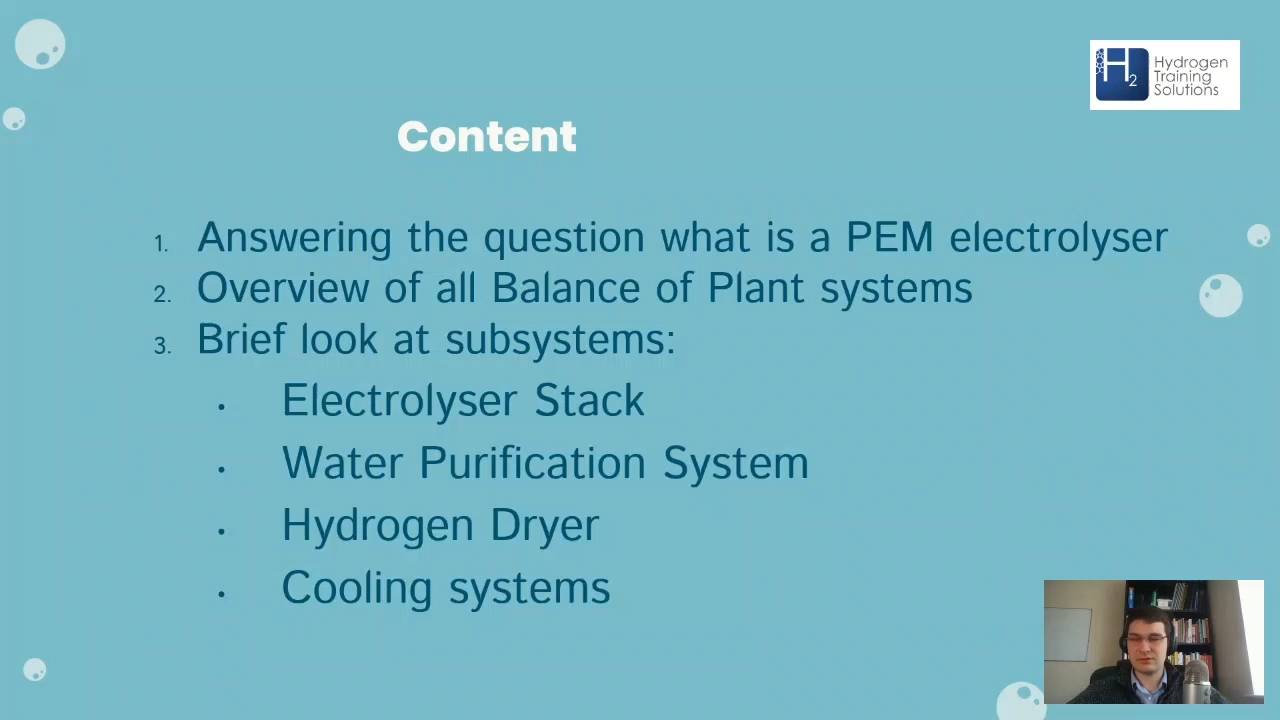 H2 Hydrogen
Training
Solutions
Content
1. Answering the question what is a PEM electrolyser
2. Overview of all Balance of Plant systems
3. Brief look at subsystems:
• Electrolyser Stack
• Water Purification System
• Hydrogen Dryer
• Cooling systems